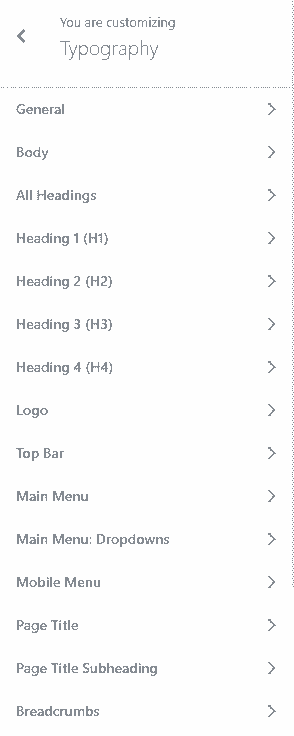 You are customizing
Typography
General
Body
All Headings
Heading 1 (H1)
Heading 2 (H2)
Heading 3 (H3)
Heading 4 (H4)
Logo
Top Bar
Main Menu
Main Menu: Dropdowns
Mobile Menu
Page Title
Page Title Subheading
Breadcrumbs